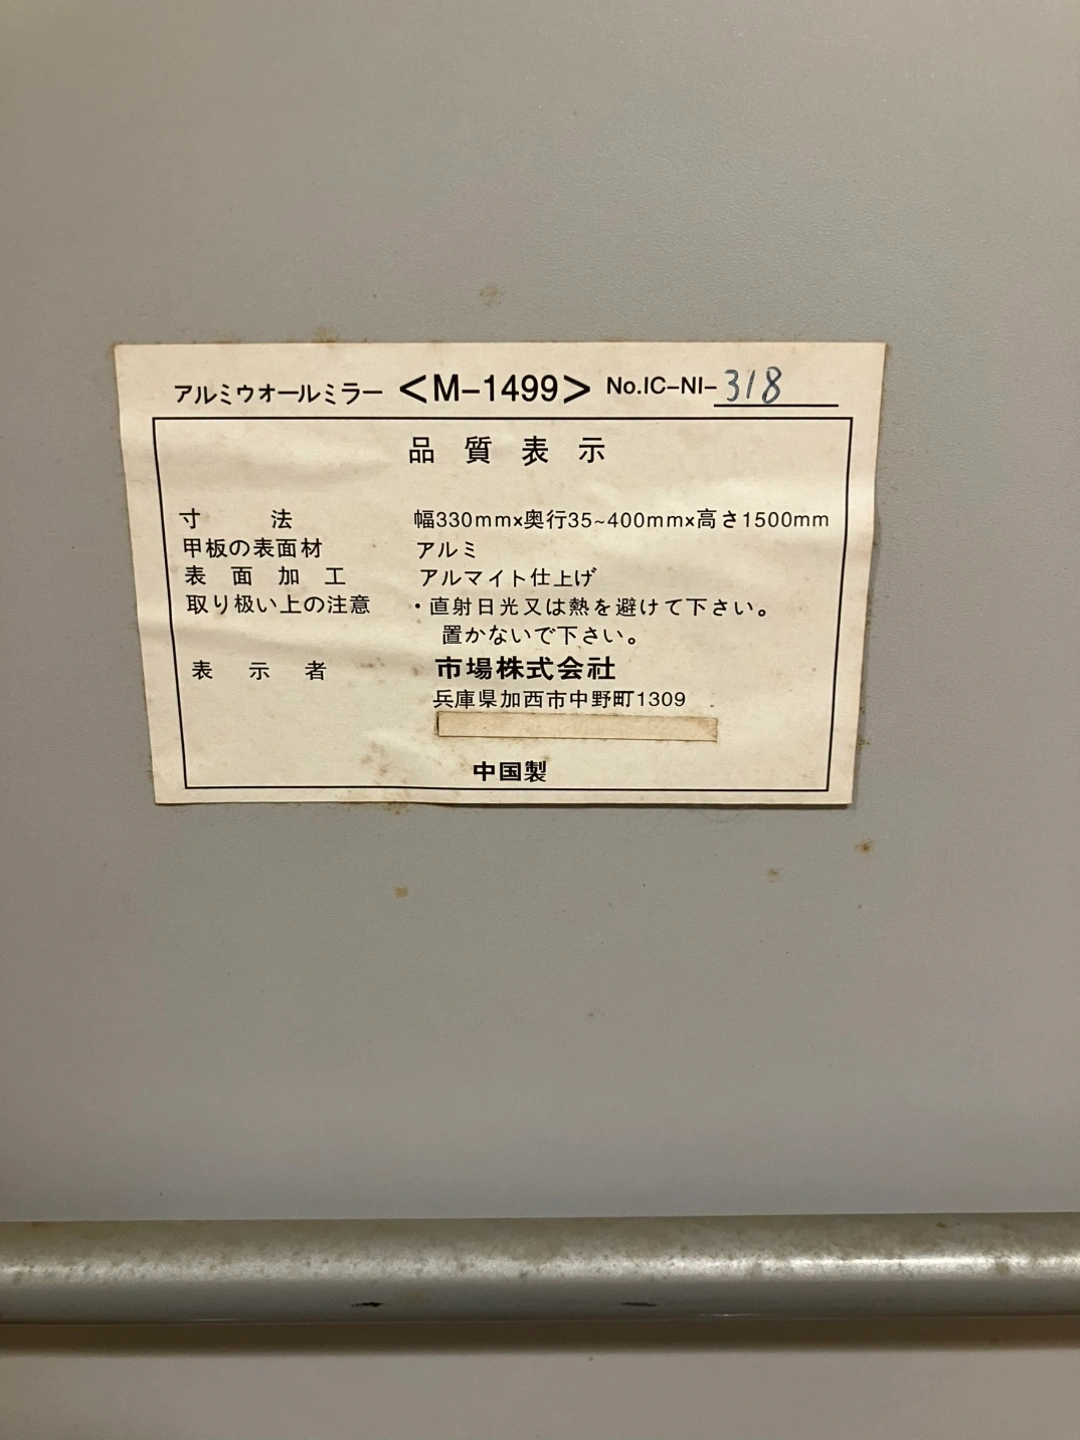 アルミウオールミラー <M-1499> No.IC-NI-318
品質表示
寸法 幅330mm×奥行35~400mm×高さ1500mm
甲板の表面材 アルミ
表面加工 アルマイト仕上げ
取り扱い上の注意 ・直射日光又は熱を避けて下さい。
置かないで下さい。
表示者 市場株式会社
兵庫県加西市中野町1309
中国製